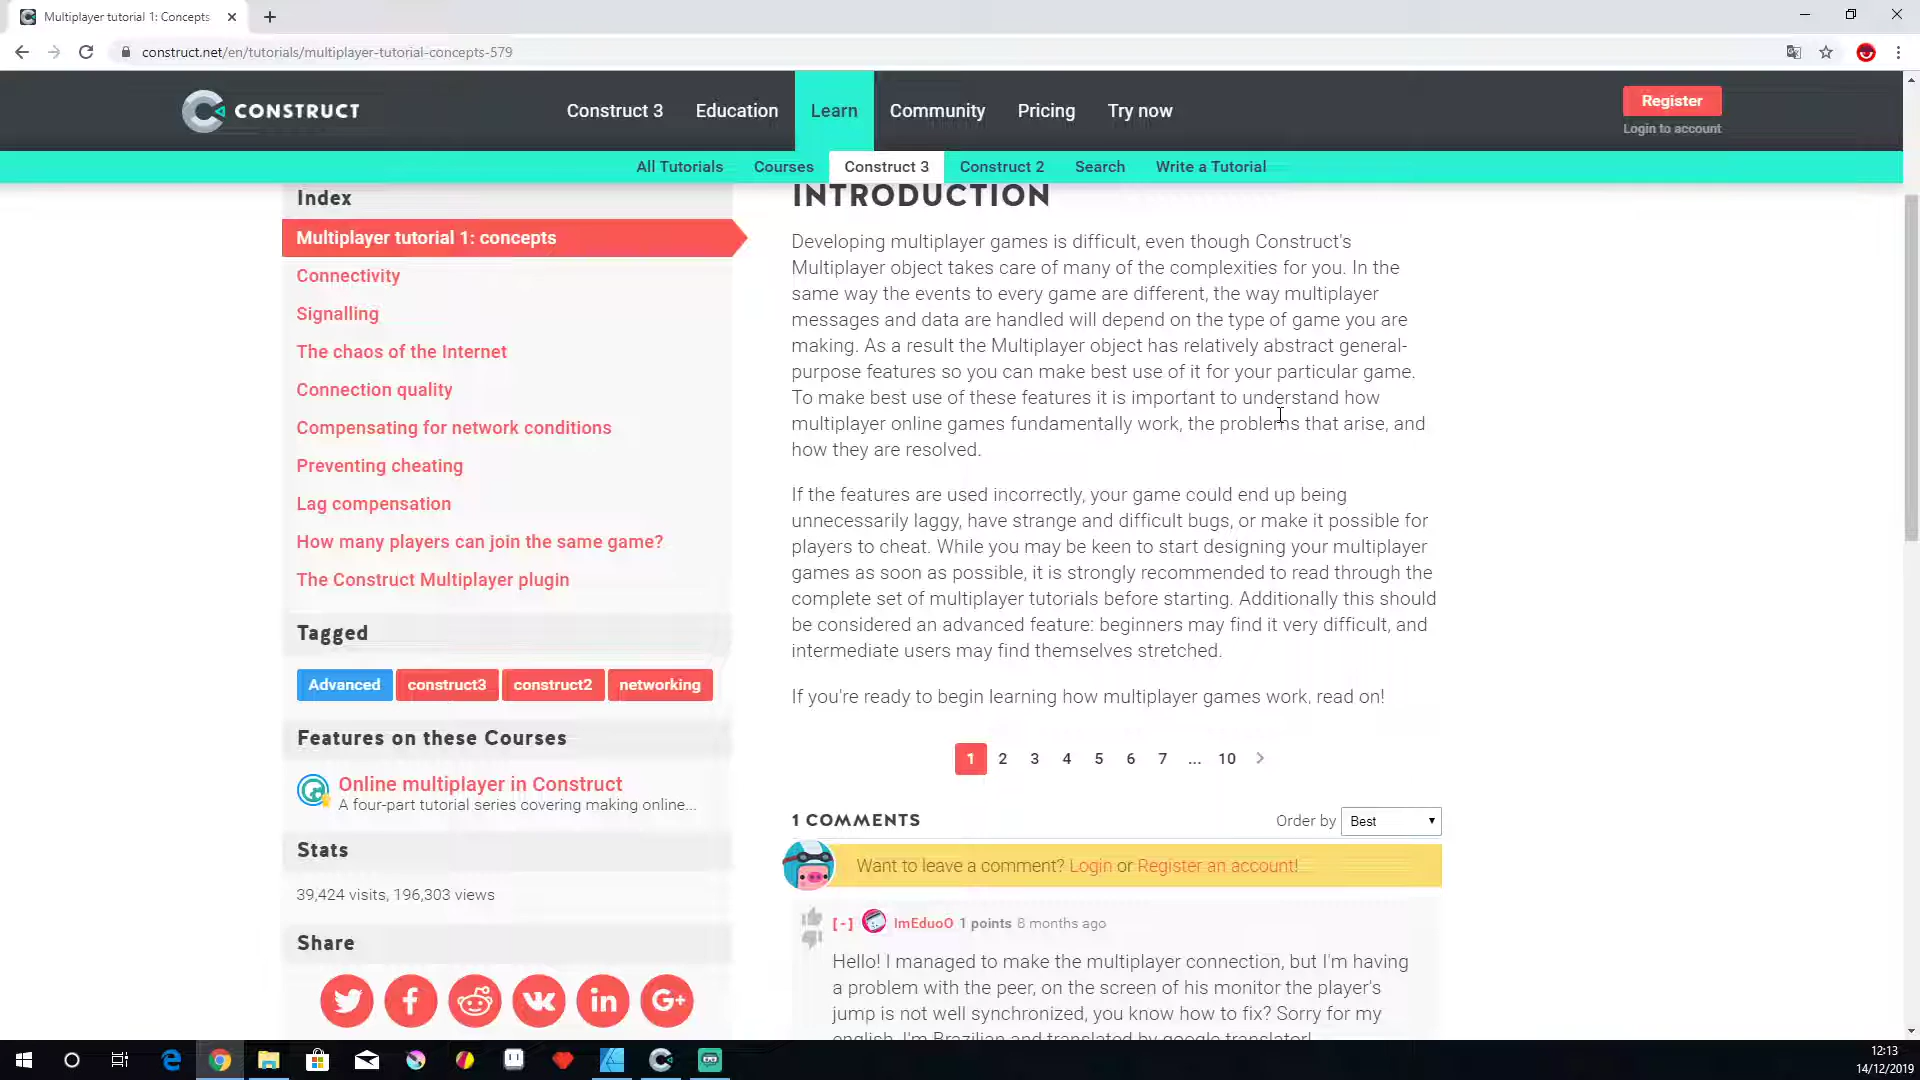 Multiplayer tutorial 1: Concepts
construct.net/en/tutorials/multiplayer-tutorial-concepts-579
CONSTRUCT
Construct 3
Education
Learn
Community
Pricing
Try now
Register
Login to account
All Tutorials
Courses
Construct 3
Construct 2
Search
Write a Tutorial
Index
Multiplayer tutorial 1: concepts
Connectivity
Signalling
The chaos of the Internet
Connection quality
Compensating for network conditions
Preventing cheating
Lag compensation
How many players can join the same game?
The Construct Multiplayer plugin
Tagged
Advanced
construct3
construct2
networking
Features on these Courses
Online multiplayer in Construct
A four-part tutorial series covering making online...
Stats
39,424 visits, 196,303 views
Share
INTRODUCTION
Developing multiplayer games is difficult, even though Construct's
Multiplayer object takes care of many of the complexities for you. In the
same way the events to every game are different, the way multiplayer
messages and data are handled will depend on the type of game you are
making. As a result the Multiplayer object has relatively abstract general-
purpose features so you can make best use of it for your particular game.
To make best use of these features it is important to understand how
multiplayer online games fundamentally work, the problems that arise, and
how they are resolved.
If the features are used incorrectly, your game could end up being
unnecessarily laggy, have strange and difficult bugs, or make it possible for
players to cheat. While you may be keen to start designing your multiplayer
games as soon as possible, it is strongly recommended to read through the
complete set of multiplayer tutorials before starting. Additionally this should
be considered an advanced feature: beginners may find it very difficult, and
intermediate users may find themselves stretched.
If you're ready to begin learning how multiplayer games work, read on!
1 2 3 4 5 6 7 ... 10 >
1 COMMENTS
Order by Best
Want to leave a comment? Login or Register an account!
[-] ImEduoO 1 points 8 months ago
Hello! I managed to make the multiplayer connection, but I'm having
a problem with the peer, on the screen of his monitor the player's
jump is not well synchronized, you know how to fix? Sorry for my
english, I'm Brazilian and translated by google translator!
12:13
14/12/2019